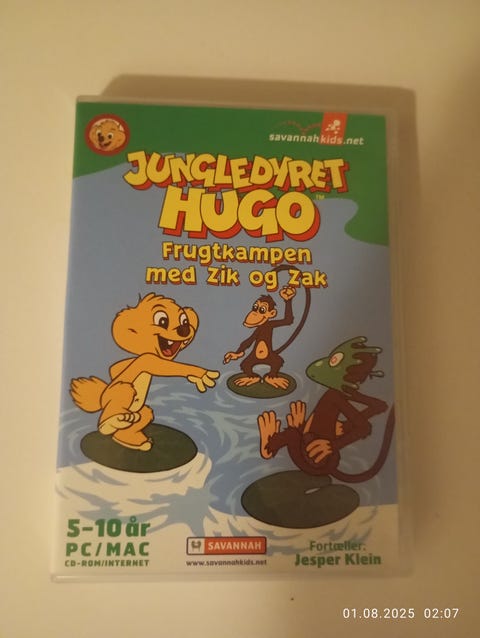 savannahkids.net
JUNGLEDYRET
HUGO™
Frugtkampen
med Zik og Zak
5-10 år
PC/MAC
CD-ROM/INTERNET
SAVANNAH
www.savannahkids.net
Fortæller:
Jesper Klein
01.08.2025 02:07